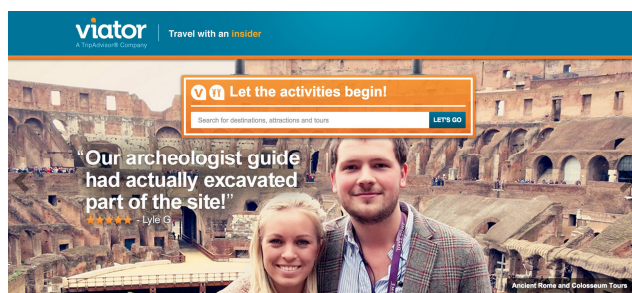 viator
A TripAdvisor® Company
Travel with an insider
Let the activities begin!
Search for destinations, attractions and tours
LET'S GO
“Our archeologist guide
had actually excavated
part of the site!”
★★★★★ - Lyle G
Ancient Rome and Colosseum Tours